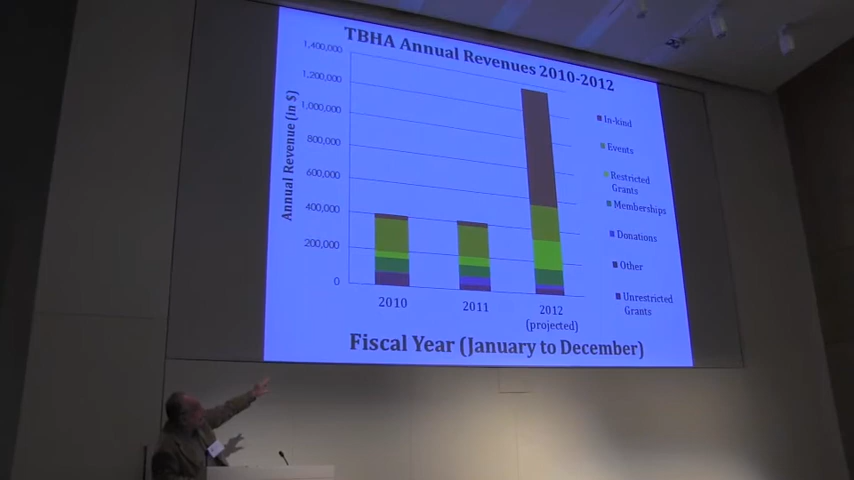 TBHA Annual Revenues 2010-2012
Annual Revenue (in $)
1,400,000
1,200,000
1,000,000
800,000
600,000
400,000
200,000
0
2010
2011
2012
(projected)
Fiscal Year (January to December)
In-kind
Events
Restricted
Grants
Memberships
Donations
Other
Unrestricted
Grants